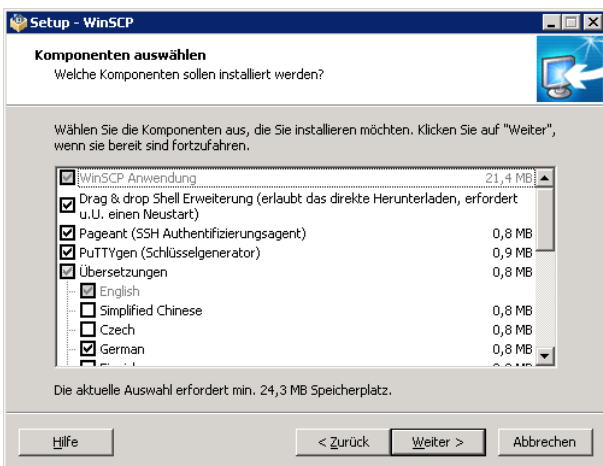 Setup - WinSCP
Komponenten auswählen
Welche Komponenten sollen installiert werden?
Wählen Sie die Komponenten aus, die Sie installieren möchten. Klicken Sie auf "Weiter",
wenn sie bereit sind fortzufahren.
WinSCP Anwendung 21,4 MB
Drag & drop Shell Erweiterung (erlaubt das direkte Herunterladen, erfordert
u.U. einen Neustart)
Pageant (SSH Authentifizierungsagent) 0,8 MB
PuTTYgen (Schlüsselgenerator) 0,9 MB
Übersetzungen 0,8 MB
English
Simplified Chinese 0,8 MB
Czech 0,8 MB
German 0,8 MB
Die aktuelle Auswahl erfordert min. 24,3 MB Speicherplatz.
Hilfe < Zurück Weiter > Abbrechen